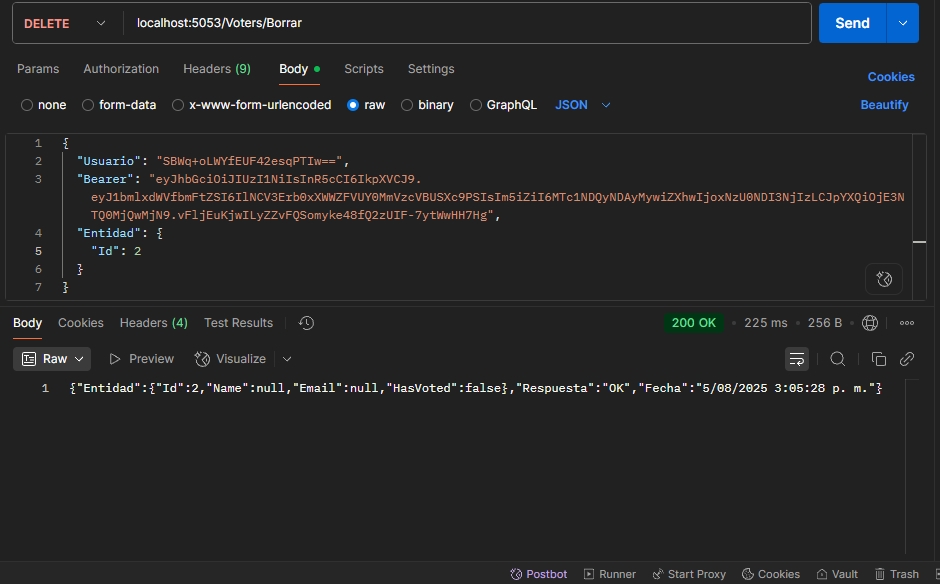 DELETE localhost:5053/Voters/Borrar Send
Params Authorization Headers (9) Body Scripts Settings Cookies
none form-data x-www-form-urlencoded raw binary GraphQL JSON Beautify
1 {
2 "Usuario": "SBWq+oLWYfEUF42esqPTIw==",
3 "Bearer": "eyJhbGciOiJIUzI1NiIsInR5cCI6IkpXVCJ9.
eyJ1bmlxdWVfbmFtZSI6IlNCV3Erb0xXWWZFVUY0MmVzcVBUSXc9PSIsIm5iZiI6MTc1NDQyNDAyMywiZXhwIjoxNzU0NDI3NjIzLCJpYXQiOjE3N
TQ0MjQwMjN9.vFljEuKjwILyZZvFQSomyke48fQ2zUIF-7ytWwHH7Hg",
4 "Entidad": {
5 "Id": 2
6 }
7 }
Body Cookies Headers (4) Test Results 200 OK • 225 ms • 256 B
Raw Preview Visualize
1 {"Entidad":{"Id":2,"Name":null,"Email":null,"HasVoted":false},"Respuesta":"OK","Fecha":"5/08/2025 3:05:28 p. m."}
Postbot Runner Start Proxy Cookies Vault Trash